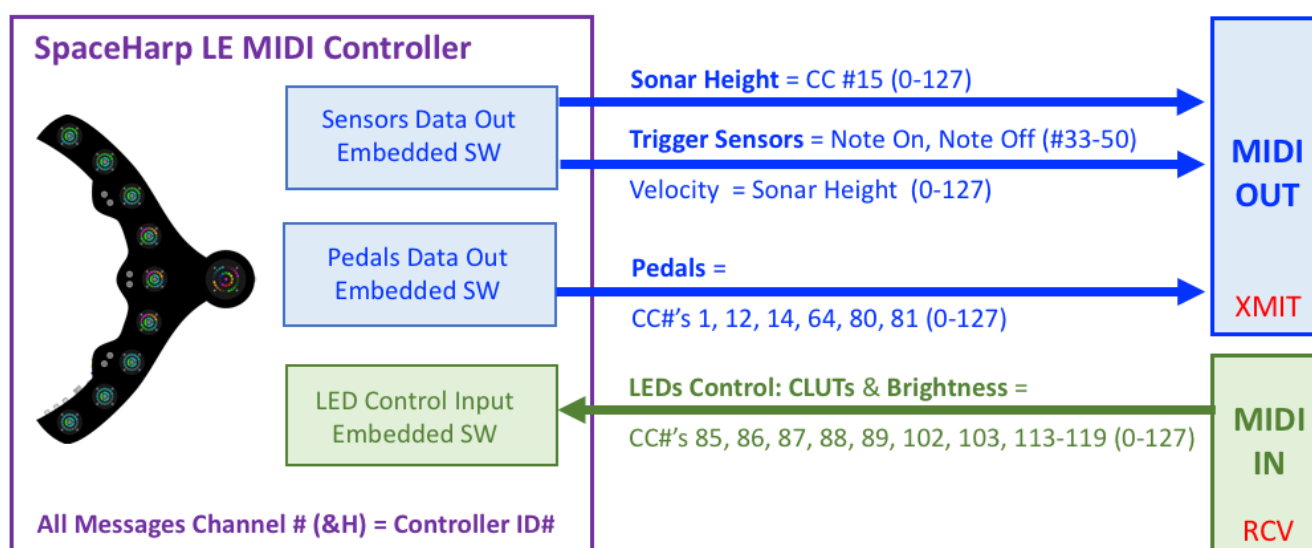 SpaceHarp LE MIDI Controller
Sensors Data Out
Embedded SW
Pedals Data Out
Embedded SW
LED Control Input
Embedded SW
All Messages Channel # (&H) = Controller ID#
Sonar Height = CC #15 (0-127)
Trigger Sensors = Note On, Note Off (#33-50)
Velocity = Sonar Height (0-127)
Pedals =
CC#'s 1, 12, 14, 64, 80, 81 (0-127)
LEDs Control: CLUTs & Brightness =
CC#'s 85, 86, 87, 88, 89, 102, 103, 113-119 (0-127)
MIDI
OUT
XMIT
MIDI
IN
RCV